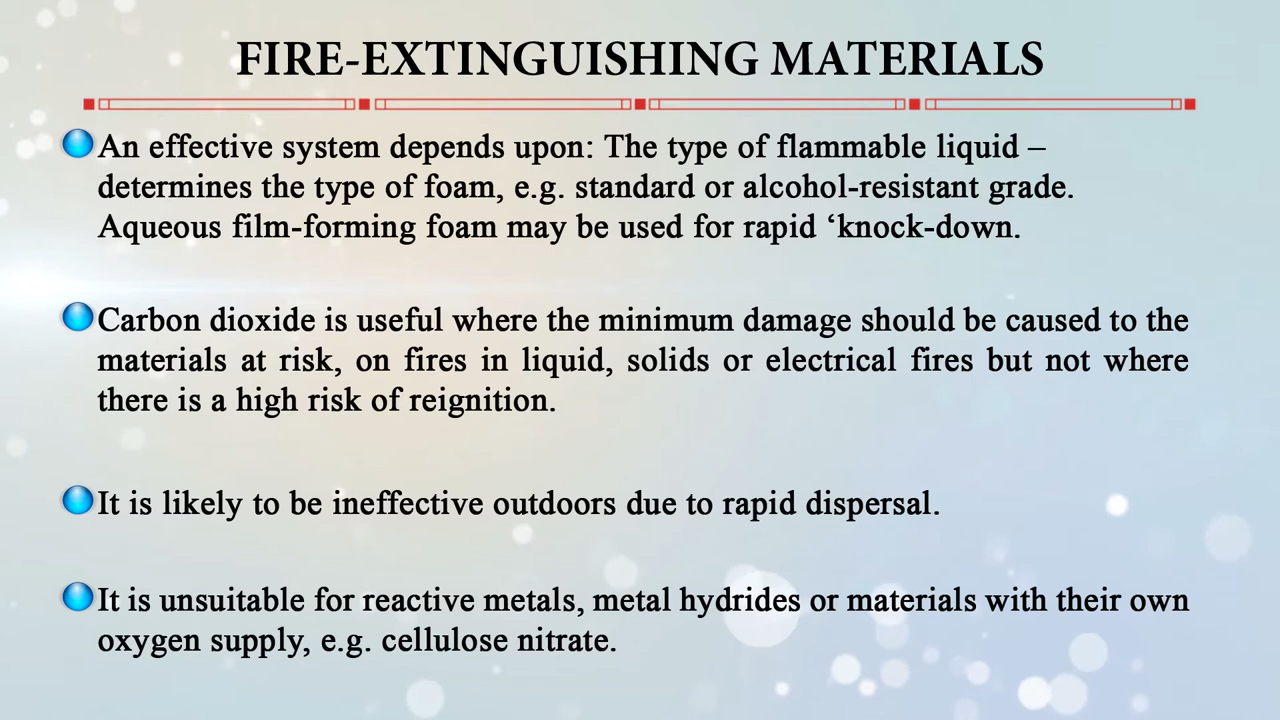 FIRE-EXTINGUISHING MATERIALS
An effective system depends upon: The type of flammable liquid –
determines the type of foam, e.g. standard or alcohol-resistant grade.
Aqueous film-forming foam may be used for rapid ‘knock-down.
Carbon dioxide is useful where the minimum damage should be caused to the
materials at risk, on fires in liquid, solids or electrical fires but not where
there is a high risk of reignition.
It is likely to be ineffective outdoors due to rapid dispersal.
It is unsuitable for reactive metals, metal hydrides or materials with their own
oxygen supply, e.g. cellulose nitrate.